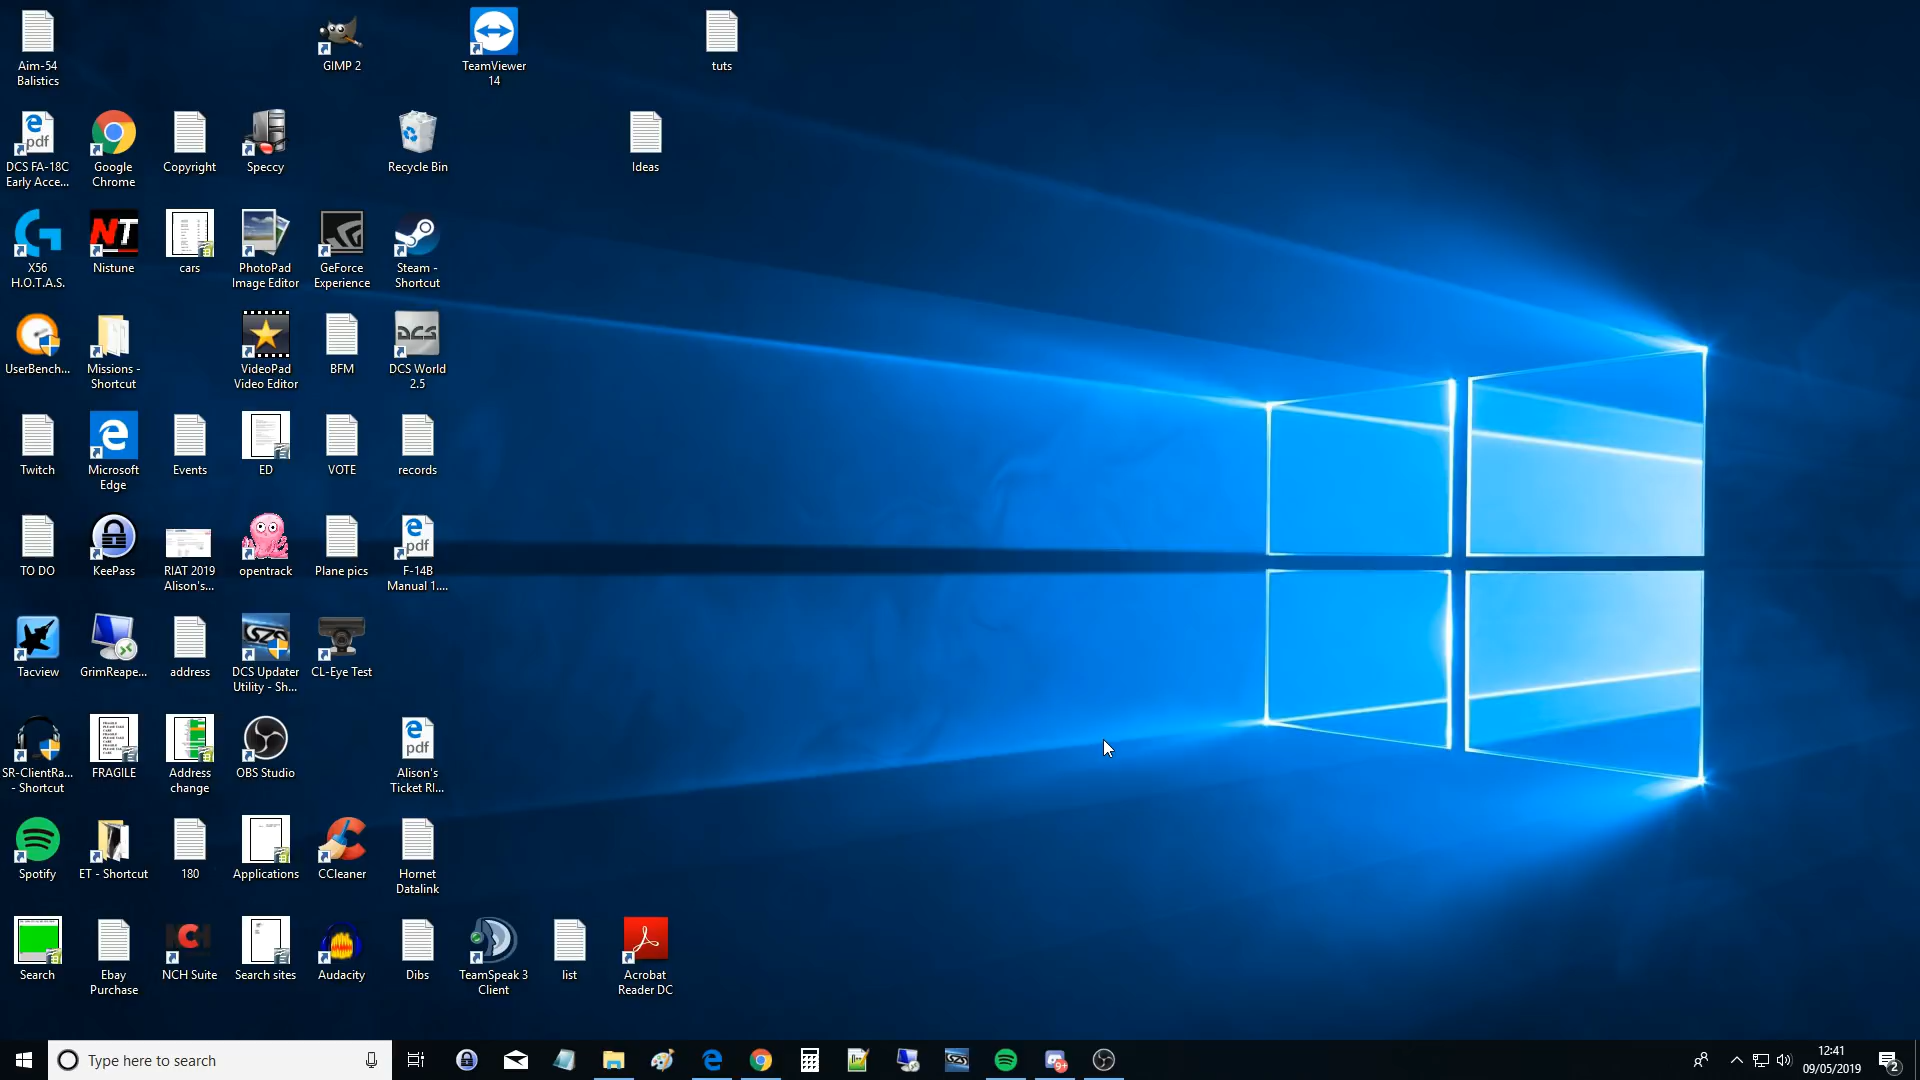 Aim-54
Balistics
GIMP 2
TeamViewer
14
tuts
DCS FA-18C
Early Acce...
Google
Chrome
Copyright
Speccy
Recycle Bin
Ideas
X56
H.O.T.A.S.
Nistune
cars
PhotoPad
Image Editor
GeForce
Experience
Steam -
Shortcut
UserBench...
Missions -
Shortcut
VideoPad
Video Editor
BFM
DCS World
2.5
Twitch
Microsoft
Edge
Events
ED
VOTE
records
TO DO
KeePass
RIAT 2019
Alison's...
opentrack
Plane pics
F-14B
Manual 1....
Tacview
GrimReape...
address
DCS Updater
Utility - Sh...
CL-Eye Test
SR-ClientRa...
- Shortcut
FRAGILE
Address
change
OBS Studio
Alison's
Ticket RI...
Spotify
ET - Shortcut
180
Applications
CCleaner
Hornet
Datalink
Search
Ebay
Purchase
NCH Suite
Search sites
Audacity
Dibs
TeamSpeak 3
Client
list
Acrobat
Reader DC
Type here to search
12:41
09/05/2019
2